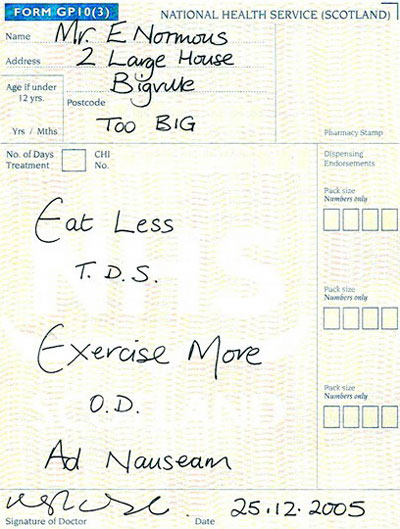 FORM GP10(3)
NATIONAL HEALTH SERVICE (SCOTLAND)
Name Mr. E Normous
Address 2 Large House
Bigville
Age if under
12 yrs.
Postcode
TOO BIG
Yrs / Mths
Pharmacy Stamp
No. of Days
Treatment
CHI
No.
Dispensing
Endorsements
Pack size
Numbers only
Eat Less
T.D.S.
Pack size
Numbers only
Exercise More
O.D.
Pack size
Numbers only
Ad Nauseam
NHS
SCOTLAND
25.12.2005
Signature of Doctor
Date